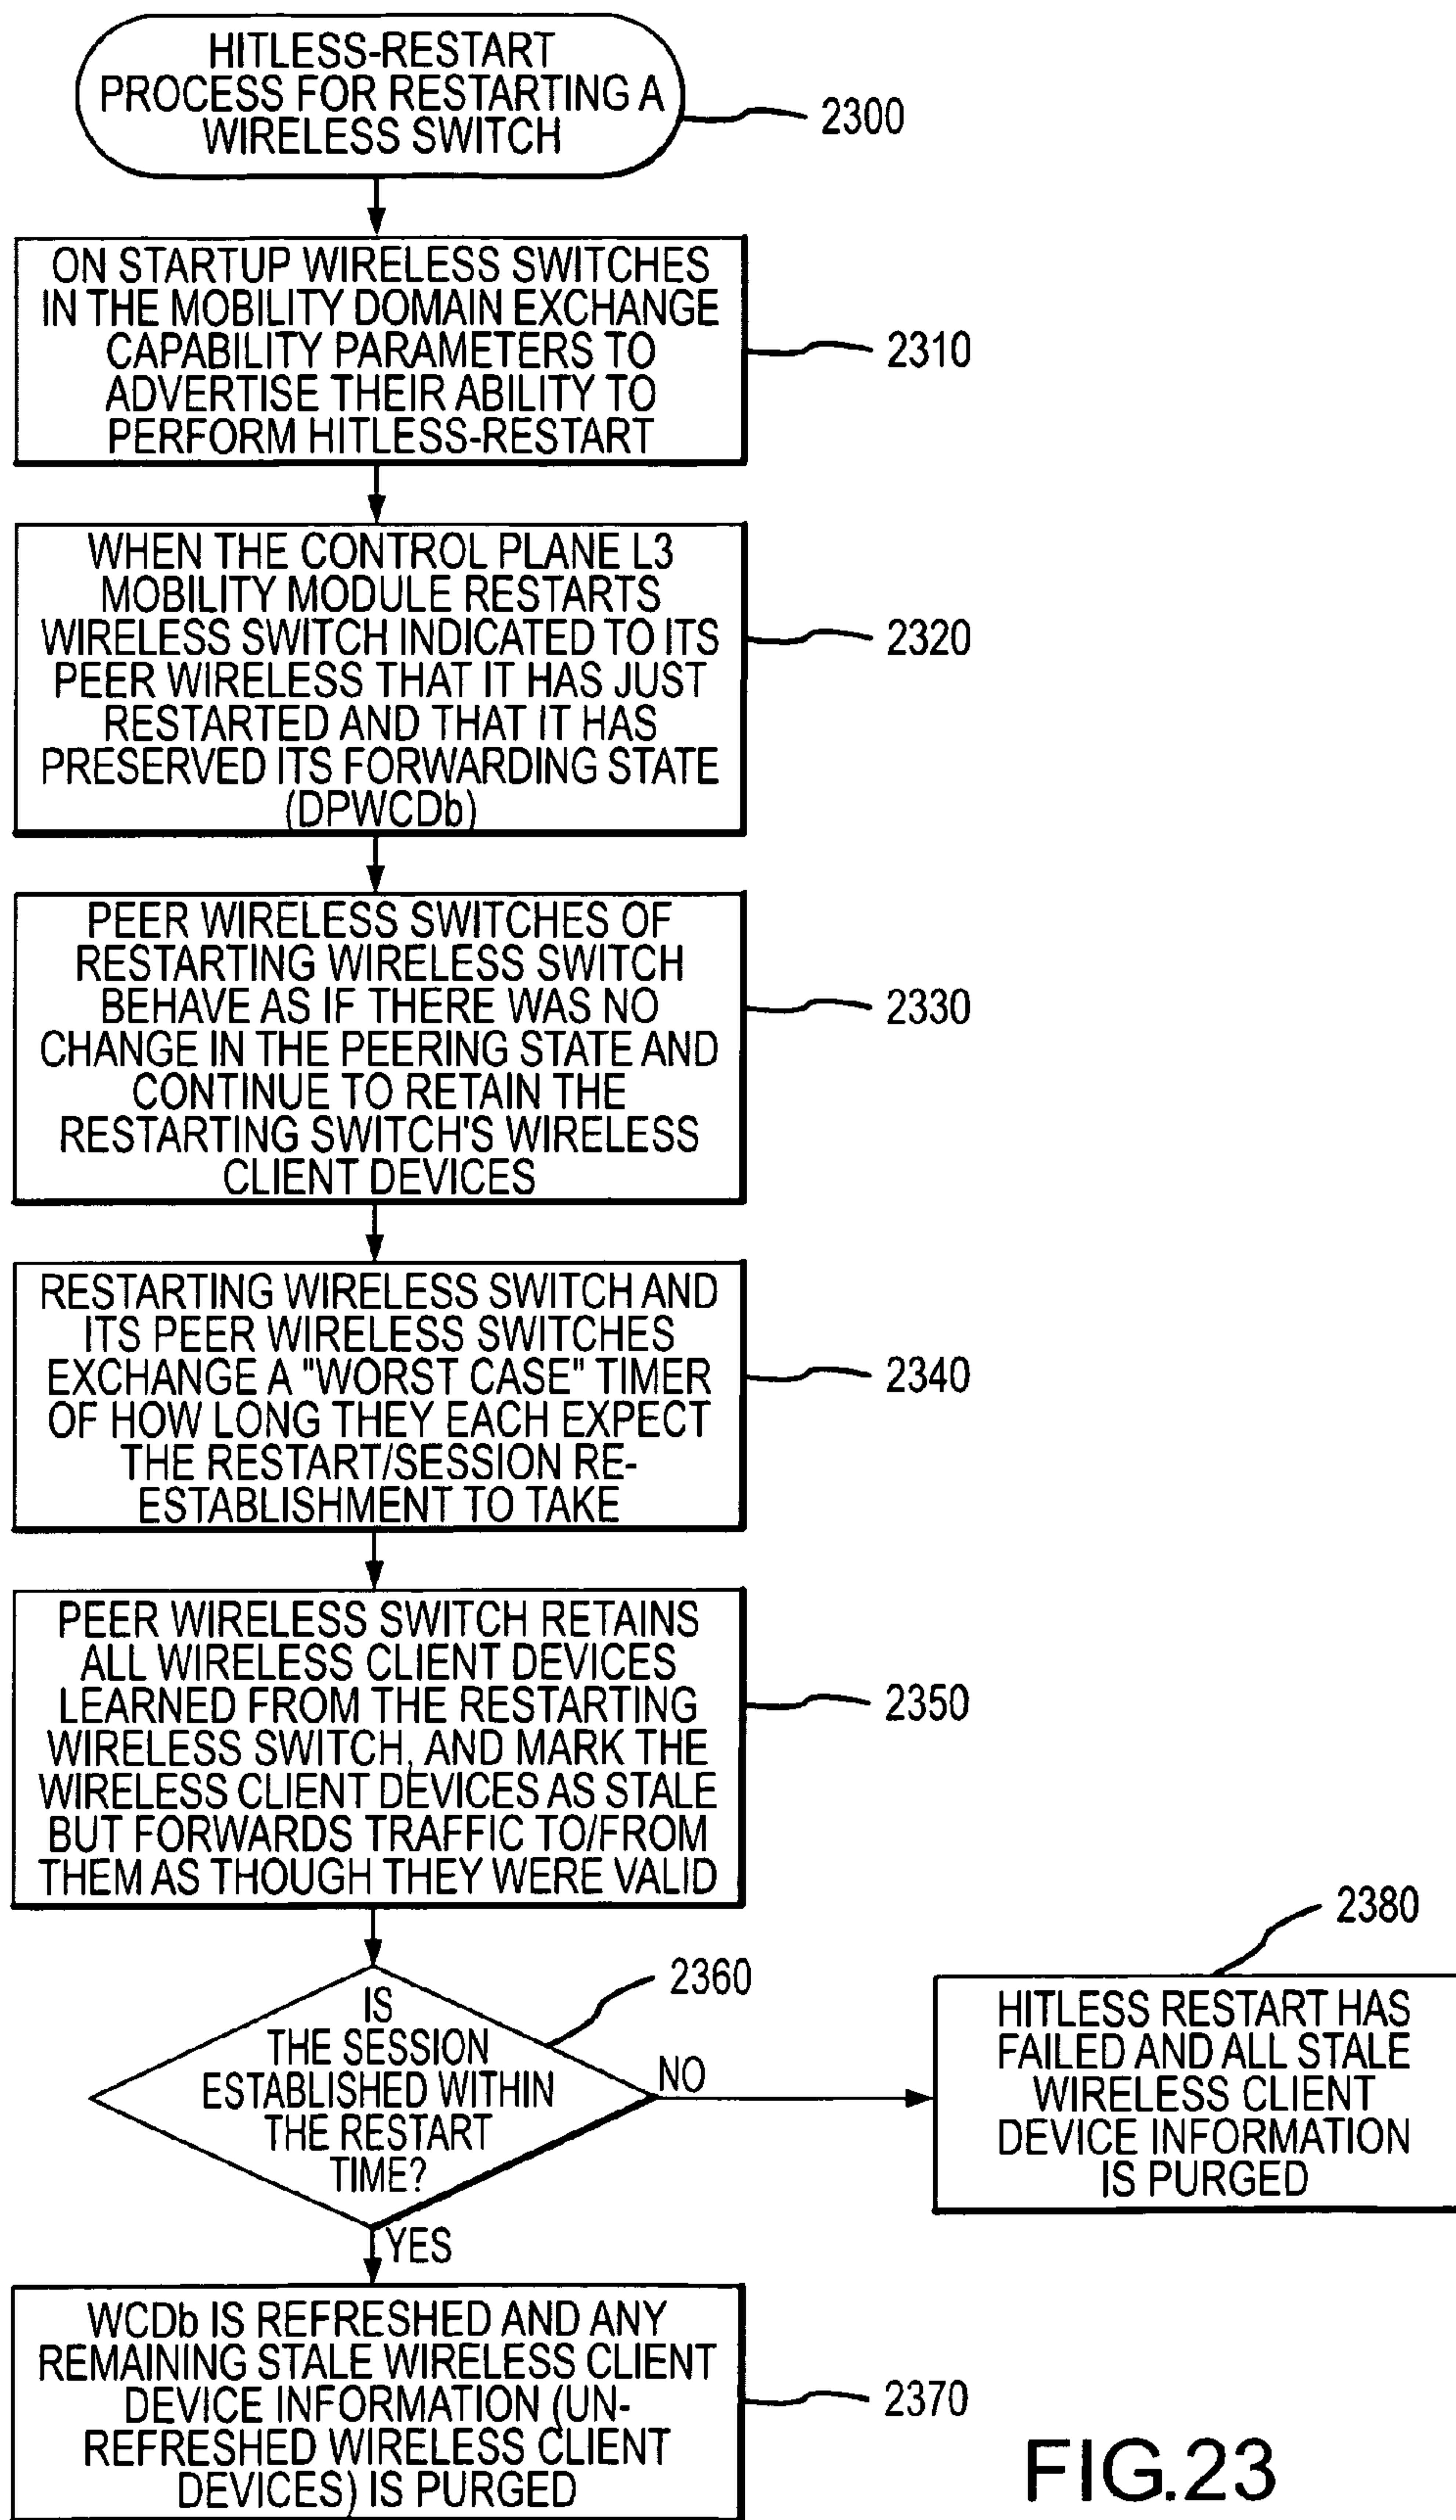 HITLESS-RESTART
PROCESS FOR RESTARTING A
WIRELESS SWITCH
2300
ON STARTUP WIRELESS SWITCHES
IN THE MOBILITY DOMAIN EXCHANGE
CAPABILITY PARAMETERS TO
ADVERTISE THEIR ABILITY TO
PERFORM HITLESS-RESTART
2310
WHEN THE CONTROL PLANE L3
MOBILITY MODULE RESTARTS
WIRELESS SWITCH INDICATED TO ITS
PEER WIRELESS THAT IT HAS JUST
RESTARTED AND THAT IT HAS
PRESERVED ITS FORWARDING STATE
(DPWCDb)
2320
PEER WIRELESS SWITCHES OF
RESTARTING WIRELESS SWITCH
BEHAVE AS IF THERE WAS NO
CHANGE IN THE PEERING STATE AND
CONTINUE TO RETAIN THE
RESTARTING SWITCH'S WIRELESS
CLIENT DEVICES
2330
RESTARTING WIRELESS SWITCH AND
ITS PEER WIRELESS SWITCHES
EXCHANGE A "WORST CASE" TIMER
OF HOW LONG THEY EACH EXPECT
THE RESTART/SESSION RE-
ESTABLISHMENT TO TAKE
2340
PEER WIRELESS SWITCH RETAINS
ALL WIRELESS CLIENT DEVICES
LEARNED FROM THE RESTARTING
WIRELESS SWITCH, AND MARK THE
WIRELESS CLIENT DEVICES AS STALE
BUT FORWARDS TRAFFIC TO/FROM
THEM AS THOUGH THEY WERE VALID
2350
IS
THE SESSION
ESTABLISHED WITHIN
THE RESTART
TIME?
2360
NO
2380
HITLESS RESTART HAS
FAILED AND ALL STALE
WIRELESS CLIENT
DEVICE INFORMATION
IS PURGED
YES
WCDb IS REFRESHED AND ANY
REMAINING STALE WIRELESS CLIENT
DEVICE INFORMATION (UN-
REFRESHED WIRELESS CLIENT
DEVICES) IS PURGED
2370
FIG.23